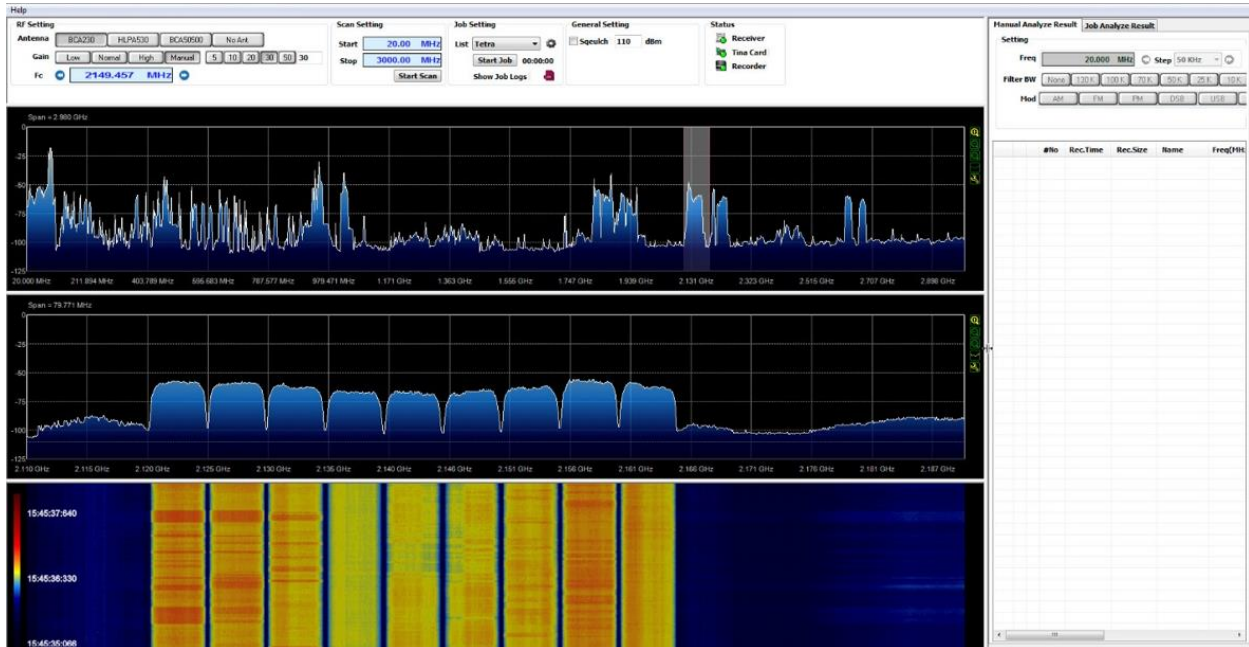 Help
RF Setting
Antenna BCA230 HLPA530 BCA50500 No Ant.
Gain Low Normal High Manual 5 10 20 30 50 30
Fc 2149.457 MHz
Scan Setting
Start 20.00 MHz
Stop 3000.00 MHz
Start Scan
Job Setting
List Tetra
Start Job 00:00:00
Show Job Logs
General Setting
Sqeulch 110 dBm
Status
Receiver
Tina Card
Recorder
Manual Analyze Result Job Analyze Result
Setting
Freq 20.000 MHz Step 50 KHz
Filter BW None 130 K 100 K 70 K 50 K 25 K 10 K
Mod AM FM PM DSB USB
#No Rec.Time Rec.Size Name Freq(MHz
Span = 2.980 GHz
0
-25
-50
-75
-100
-125
20.000 MHz 211.894 MHz 403.789 MHz 595.683 MHz 787.577 MHz 979.471 MHz 1.171 GHz 1.363 GHz 1.555 GHz 1.747 GHz 1.939 GHz 2.131 GHz 2.323 GHz 2.515 GHz 2.707 GHz 2.898 GHz
Span = 79.771 MHz
0
-25
-50
-75
-100
-125
2.110 GHz 2.115 GHz 2.120 GHz 2.125 GHz 2.130 GHz 2.135 GHz 2.140 GHz 2.146 GHz 2.151 GHz 2.156 GHz 2.161 GHz 2.166 GHz 2.171 GHz 2.176 GHz 2.181 GHz 2.187 GHz
15:45:37:640
15:45:36:330
15:45:35:066